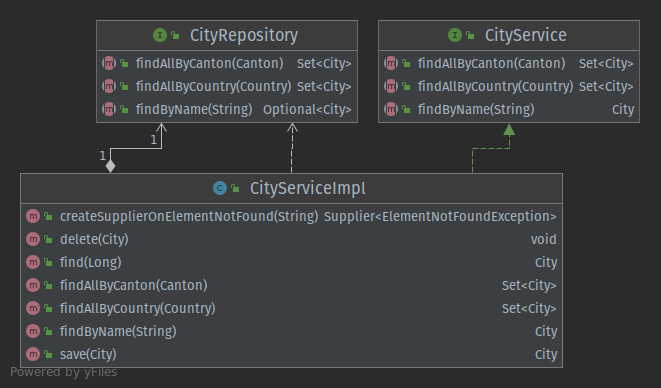 CityRepository
findAllByCanton(Canton) Set<City>
findAllByCountry(Country) Set<City>
findByName(String) Optional<City>
CityService
findAllByCanton(Canton) Set<City>
findAllByCountry(Country) Set<City>
findByName(String) City
1
1
CityServiceImpl
createSupplierOnElementNotFound(String) Supplier<ElementNotFoundException>
delete(City) void
find(Long) City
findAllByCanton(Canton) Set<City>
findAllByCountry(Country) Set<City>
findByName(String) City
save(City) City
Powered by yFiles